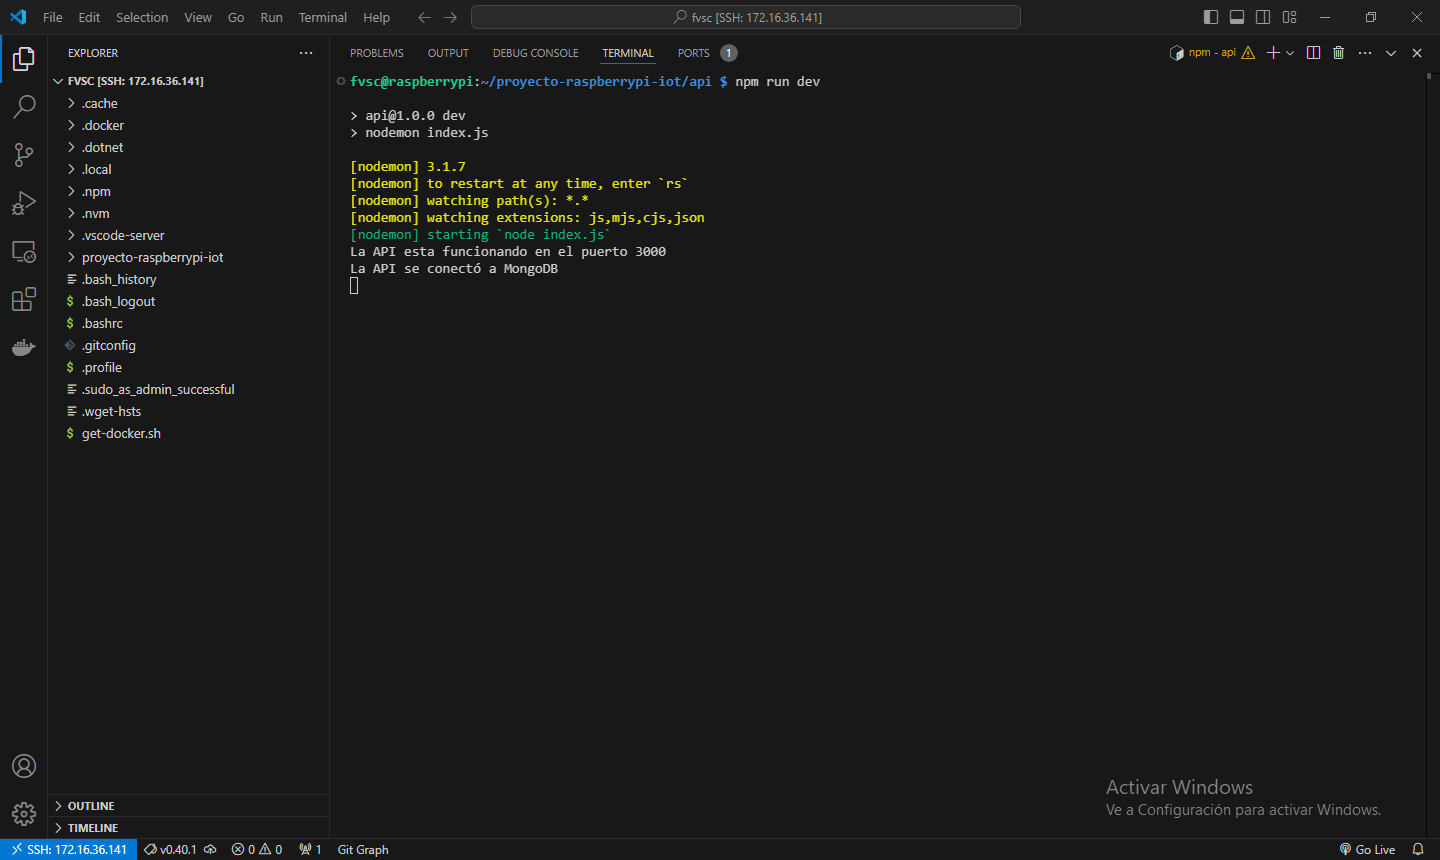 File Edit Selection View Go Run Terminal Help
fvsc [SSH: 172.16.36.141]
EXPLORER
FVSC [SSH: 172.16.36.141]
.cache
.docker
.dotnet
.local
.npm
.nvm
.vscode-server
proyecto-raspberrypi-iot
.bash_history
.bash_logout
.bashrc
.gitconfig
.profile
.sudo_as_admin_successful
.wget-hsts
get-docker.sh
OUTLINE
TIMELINE
PROBLEMS OUTPUT DEBUG CONSOLE TERMINAL PORTS 1
npm - api
fvsc@raspberrypi:~/proyecto-raspberrypi-iot/api $ npm run dev
> api@1.0.0 dev
> nodemon index.js
[nodemon] 3.1.7
[nodemon] to restart at any time, enter `rs`
[nodemon] watching path(s): *.*
[nodemon] watching extensions: js,mjs,cjs,json
[nodemon] starting `node index.js`
La API esta funcionando en el puerto 3000
La API se conectó a MongoDB
Activar Windows
Ve a Configuración para activar Windows.
SSH: 172.16.36.141 v0.40.1 0 0 1 Git Graph Go Live